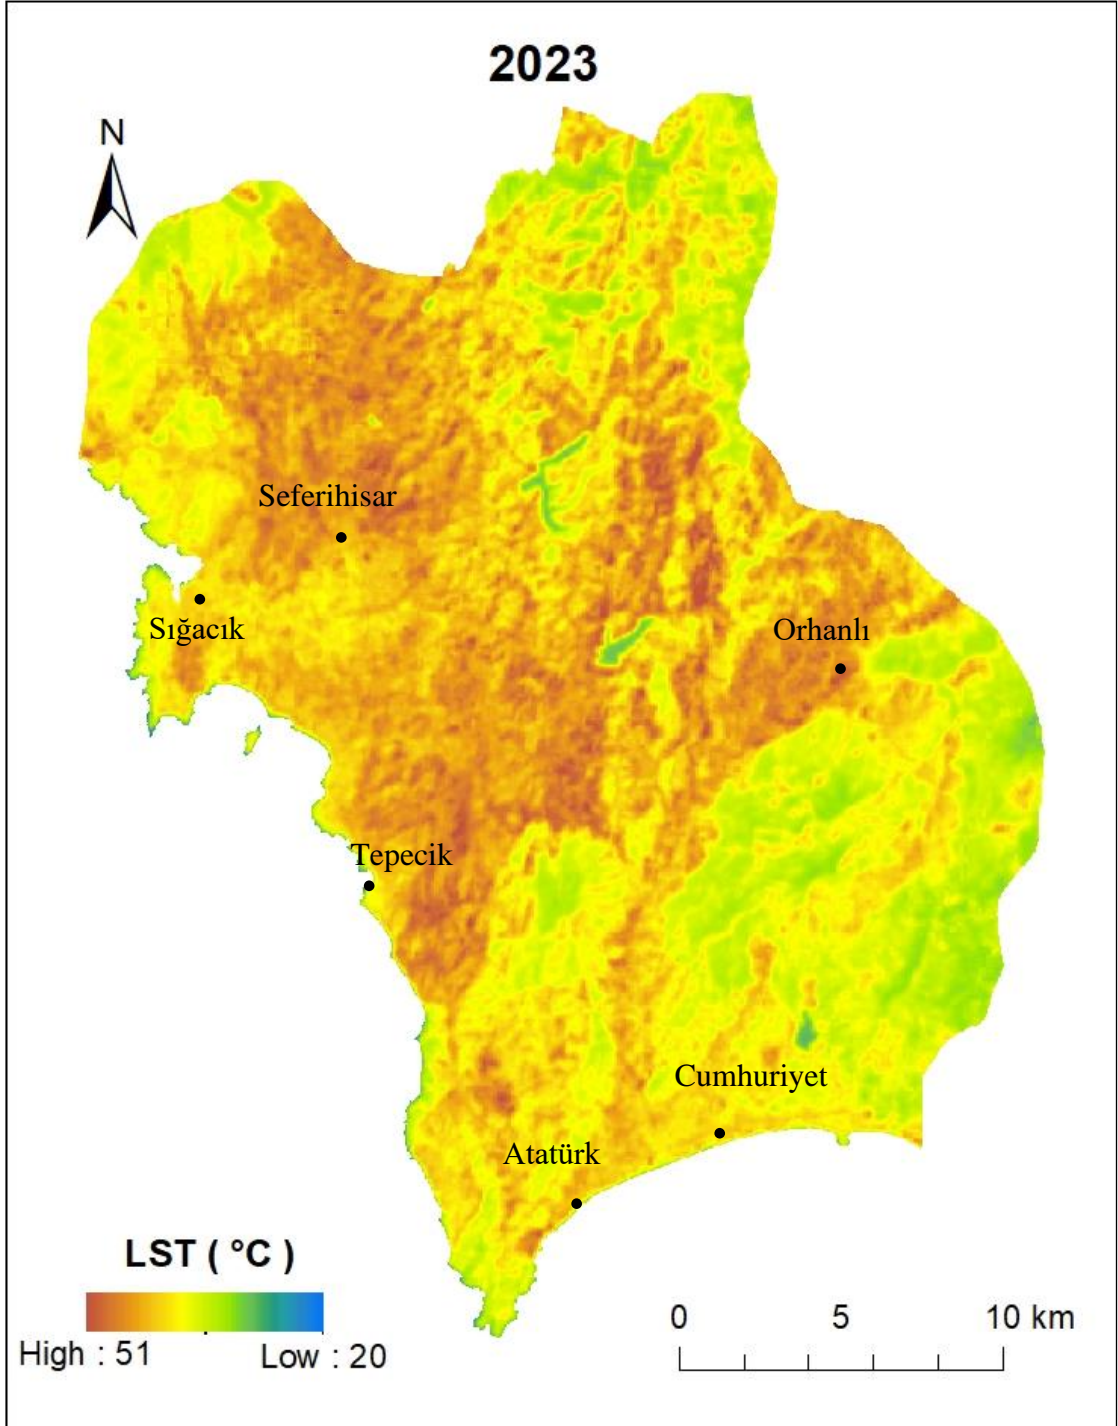 2023
N
Seferihisar
Sığacık
Orhanlı
Tepecik
Cumhuriyet
Atatürk
LST ( °C )
High : 51
Low : 20
0 5 10 km